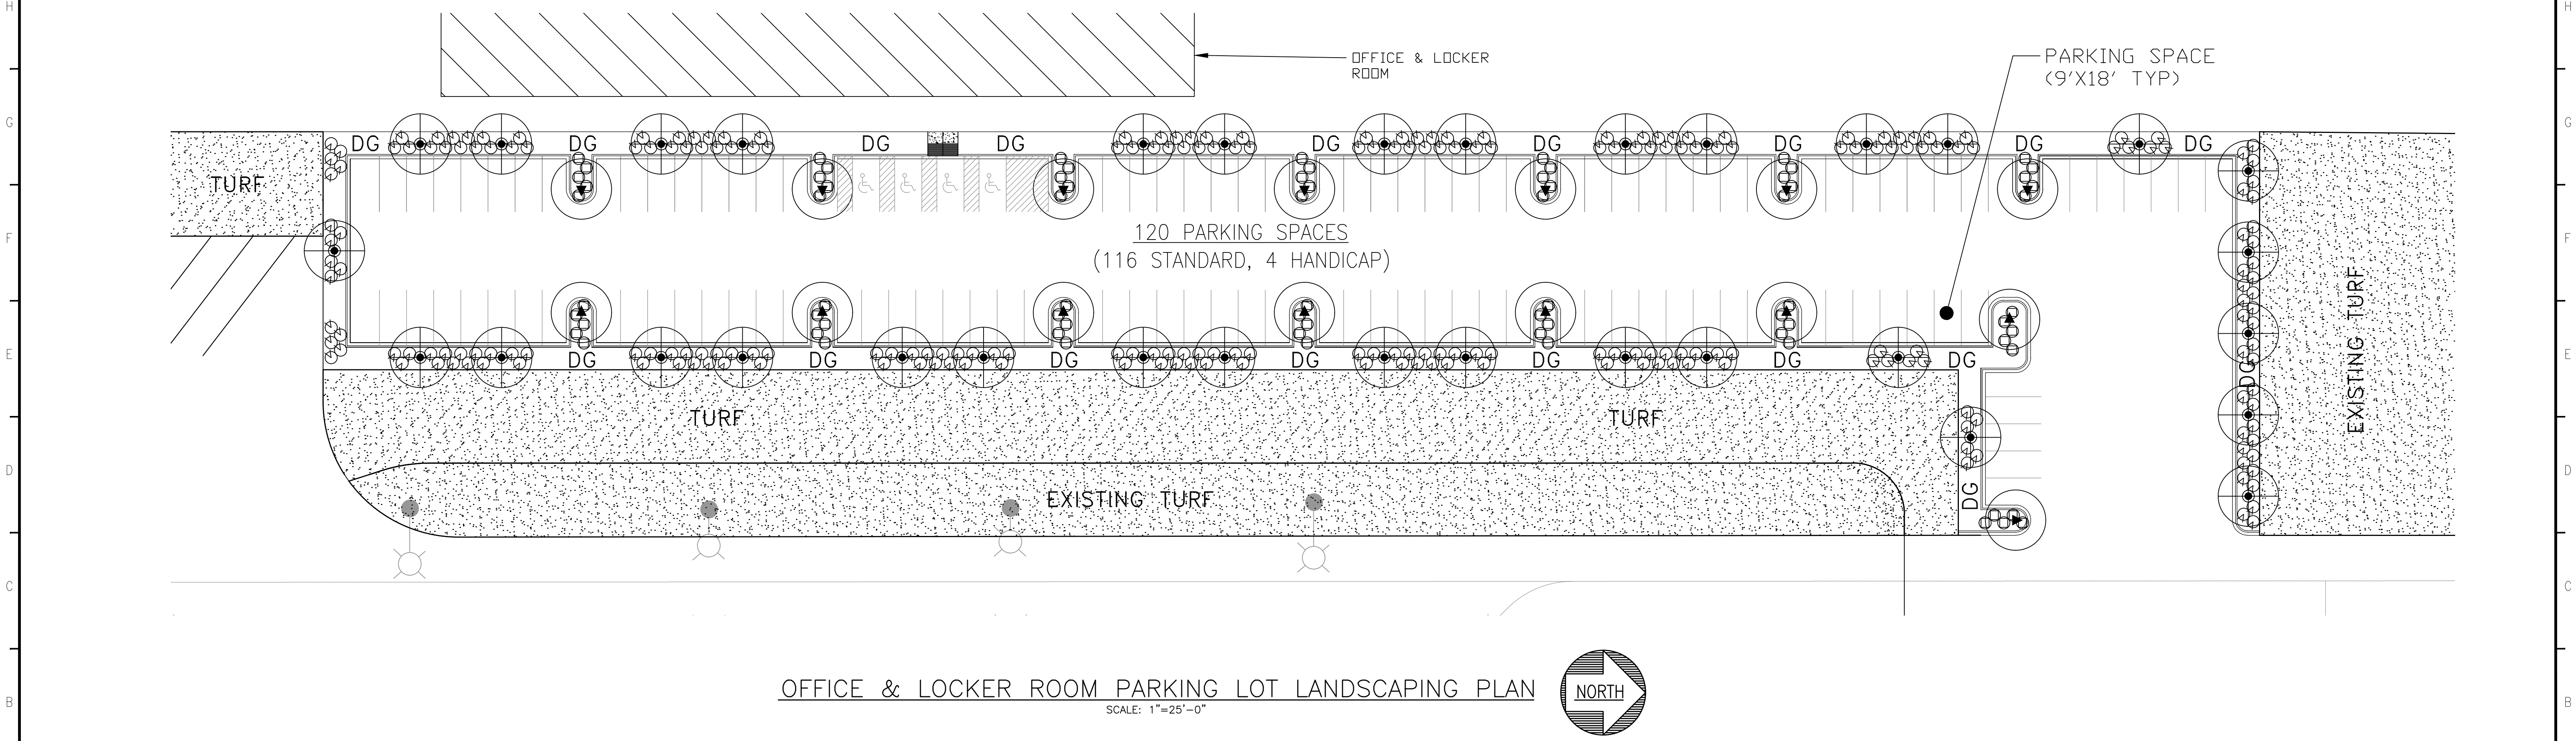 H
H
OFFICE & LOCKER
ROOM
PARKING SPACE
(9'X18' TYP)
G
G
DG
DG
DG
DG
DG
DG
DG
DG
DG
TURF
F
F
120 PARKING SPACES
(116 STANDARD, 4 HANDICAP)
EXISTING TURF
E
E
DG
DG
DG
DG
DG
DG
DG
DG
TURF
TURF
D
D
DG
EXISTING TURF
C
C
OFFICE & LOCKER ROOM PARKING LOT LANDSCAPING PLAN
SCALE: 1"=25'-0"
NORTH
B
B